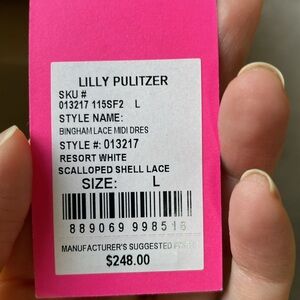 LILLY PULITZER
SKU #
013217 115SF2 L
STYLE NAME:
BINGHAM LACE MIDI DRES
STYLE #: 013217
RESORT WHITE
SCALLOPED SHELL LACE
SIZE: L
889069 998516
MANUFACTURER'S SUGGESTED
$248.00